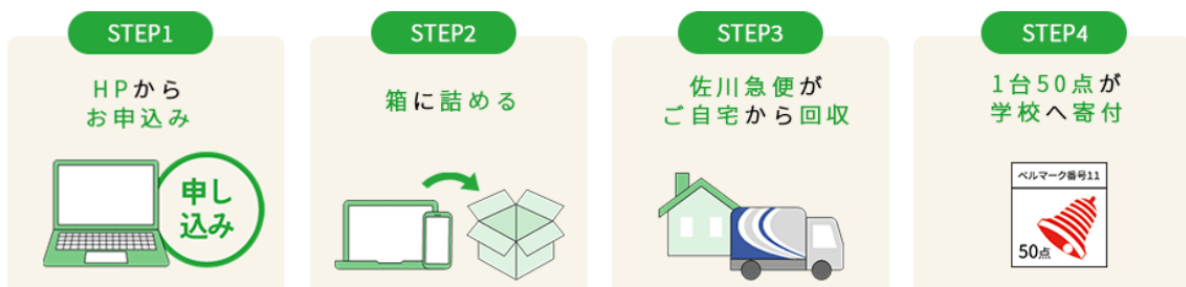 STEP1
HPから
お申込み
申し
込み
STEP2
箱に詰める
STEP3
佐川急便が
ご自宅から回収
STEP4
1台50点が
学校へ寄付
ベルマーク番号11
50点